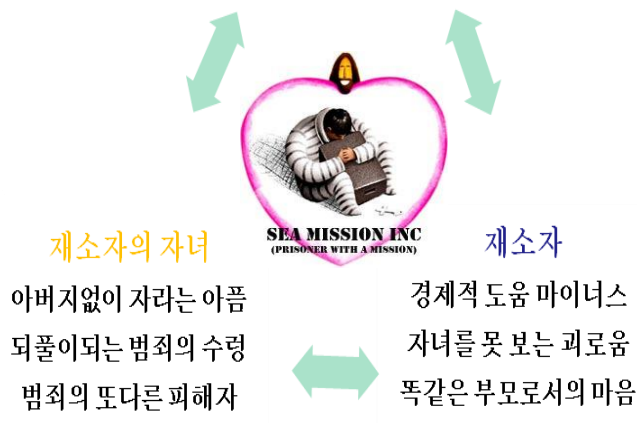 SEA MISSION INC
(PRISONER WITH A MISSION)
재소자의 자녀
아버지없이 자라는 아픔
되풀이되는 범죄의 수렁
범죄의 또다른 피해자
재소자
경제적 도움 마이너스
자녀를 못 보는 괴로움
똑같은 부모로서의 마음